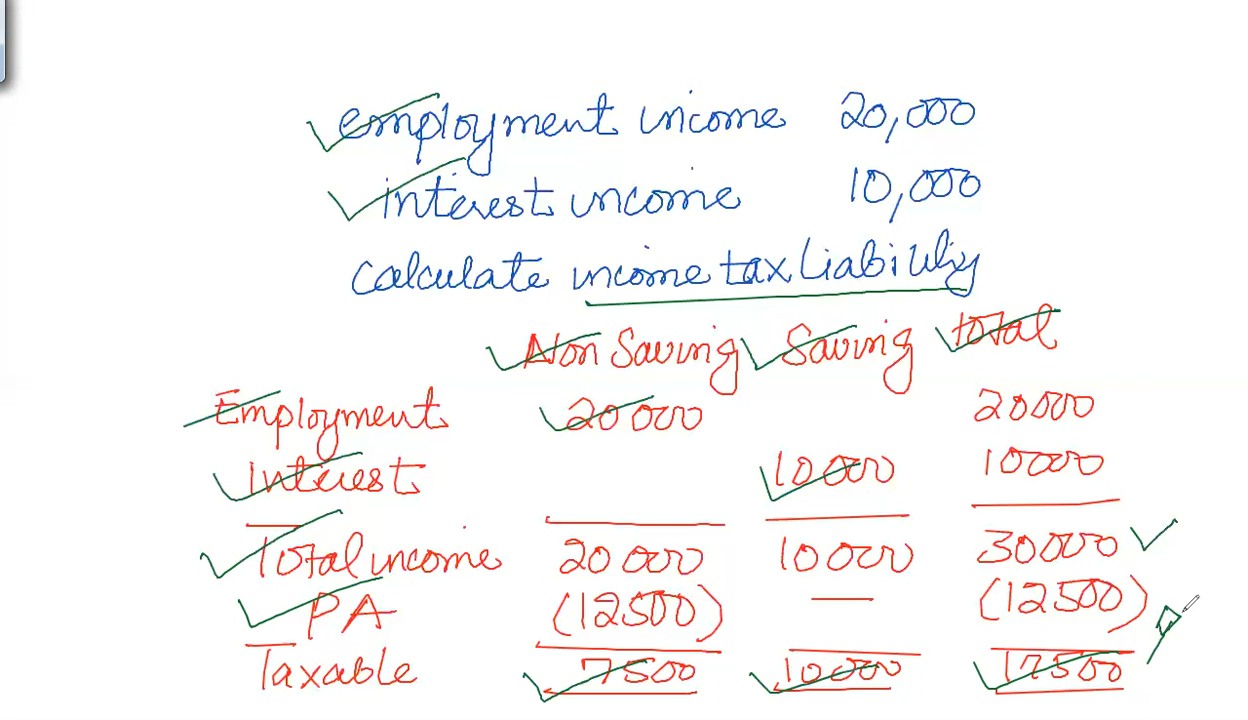 employment income 20,000
interest income 10,000
Calculate income tax Liability
Non Saving Saving total
Employment 20000 20000
Interest 10000 10000
Total income 20000 10000 30000
PA (12500) — (12500)
Taxable 7500 10000 17500